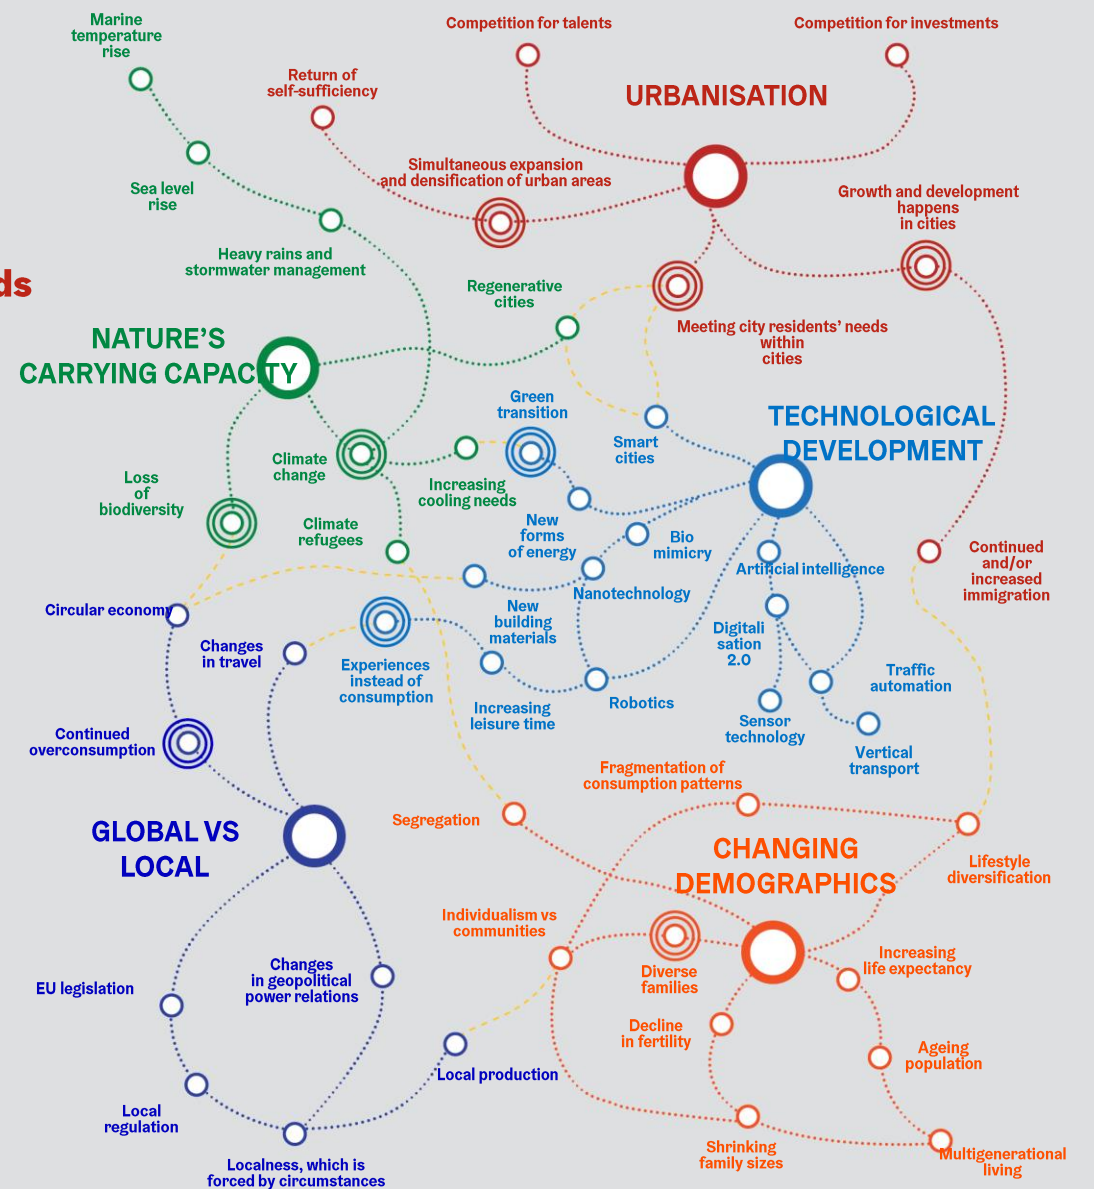 Marine
temperature
rise
Competition for talents
Competition for investments
Return of
self-sufficiency
URBANISATION
Simultaneous expansion
and densification of urban areas
Sea level
rise
Growth and development
happens
in cities
Heavy rains and
stormwater management
ds
Regenerative
cities
Meeting city residents' needs
within
cities
NATURE'S
CARRYING CAPACITY
Green
transition
TECHNOLOGICAL
DEVELOPMENT
Smart
cities
Climate
change
Increasing
cooling needs
Loss
of
biodiversity
Climate
refugees
New
forms
of energy
Bio
mimicry
Continued
and/or
increased
immigration
Artificial intelligence
Nanotechnology
Circular economy
New
building
materials
Digitali
sation
2.0
Changes
in travel
Experiences
instead of
consumption
Traffic
automation
Robotics
Increasing
leisure time
Sensor
technology
Continued
overconsumption
Vertical
transport
Fragmentation of
consumption patterns
Segregation
GLOBAL VS
LOCAL
CHANGING
DEMOGRAPHICS
Lifestyle
diversification
Individualism vs
communities
Diverse
families
Increasing
life expectancy
Changes
in geopolitical
power relations
EU legislation
Decline
in fertility
Ageing
population
Local production
Local
regulation
Shrinking
family sizes
Multigenerational
living
Localness, which is
forced by circumstances